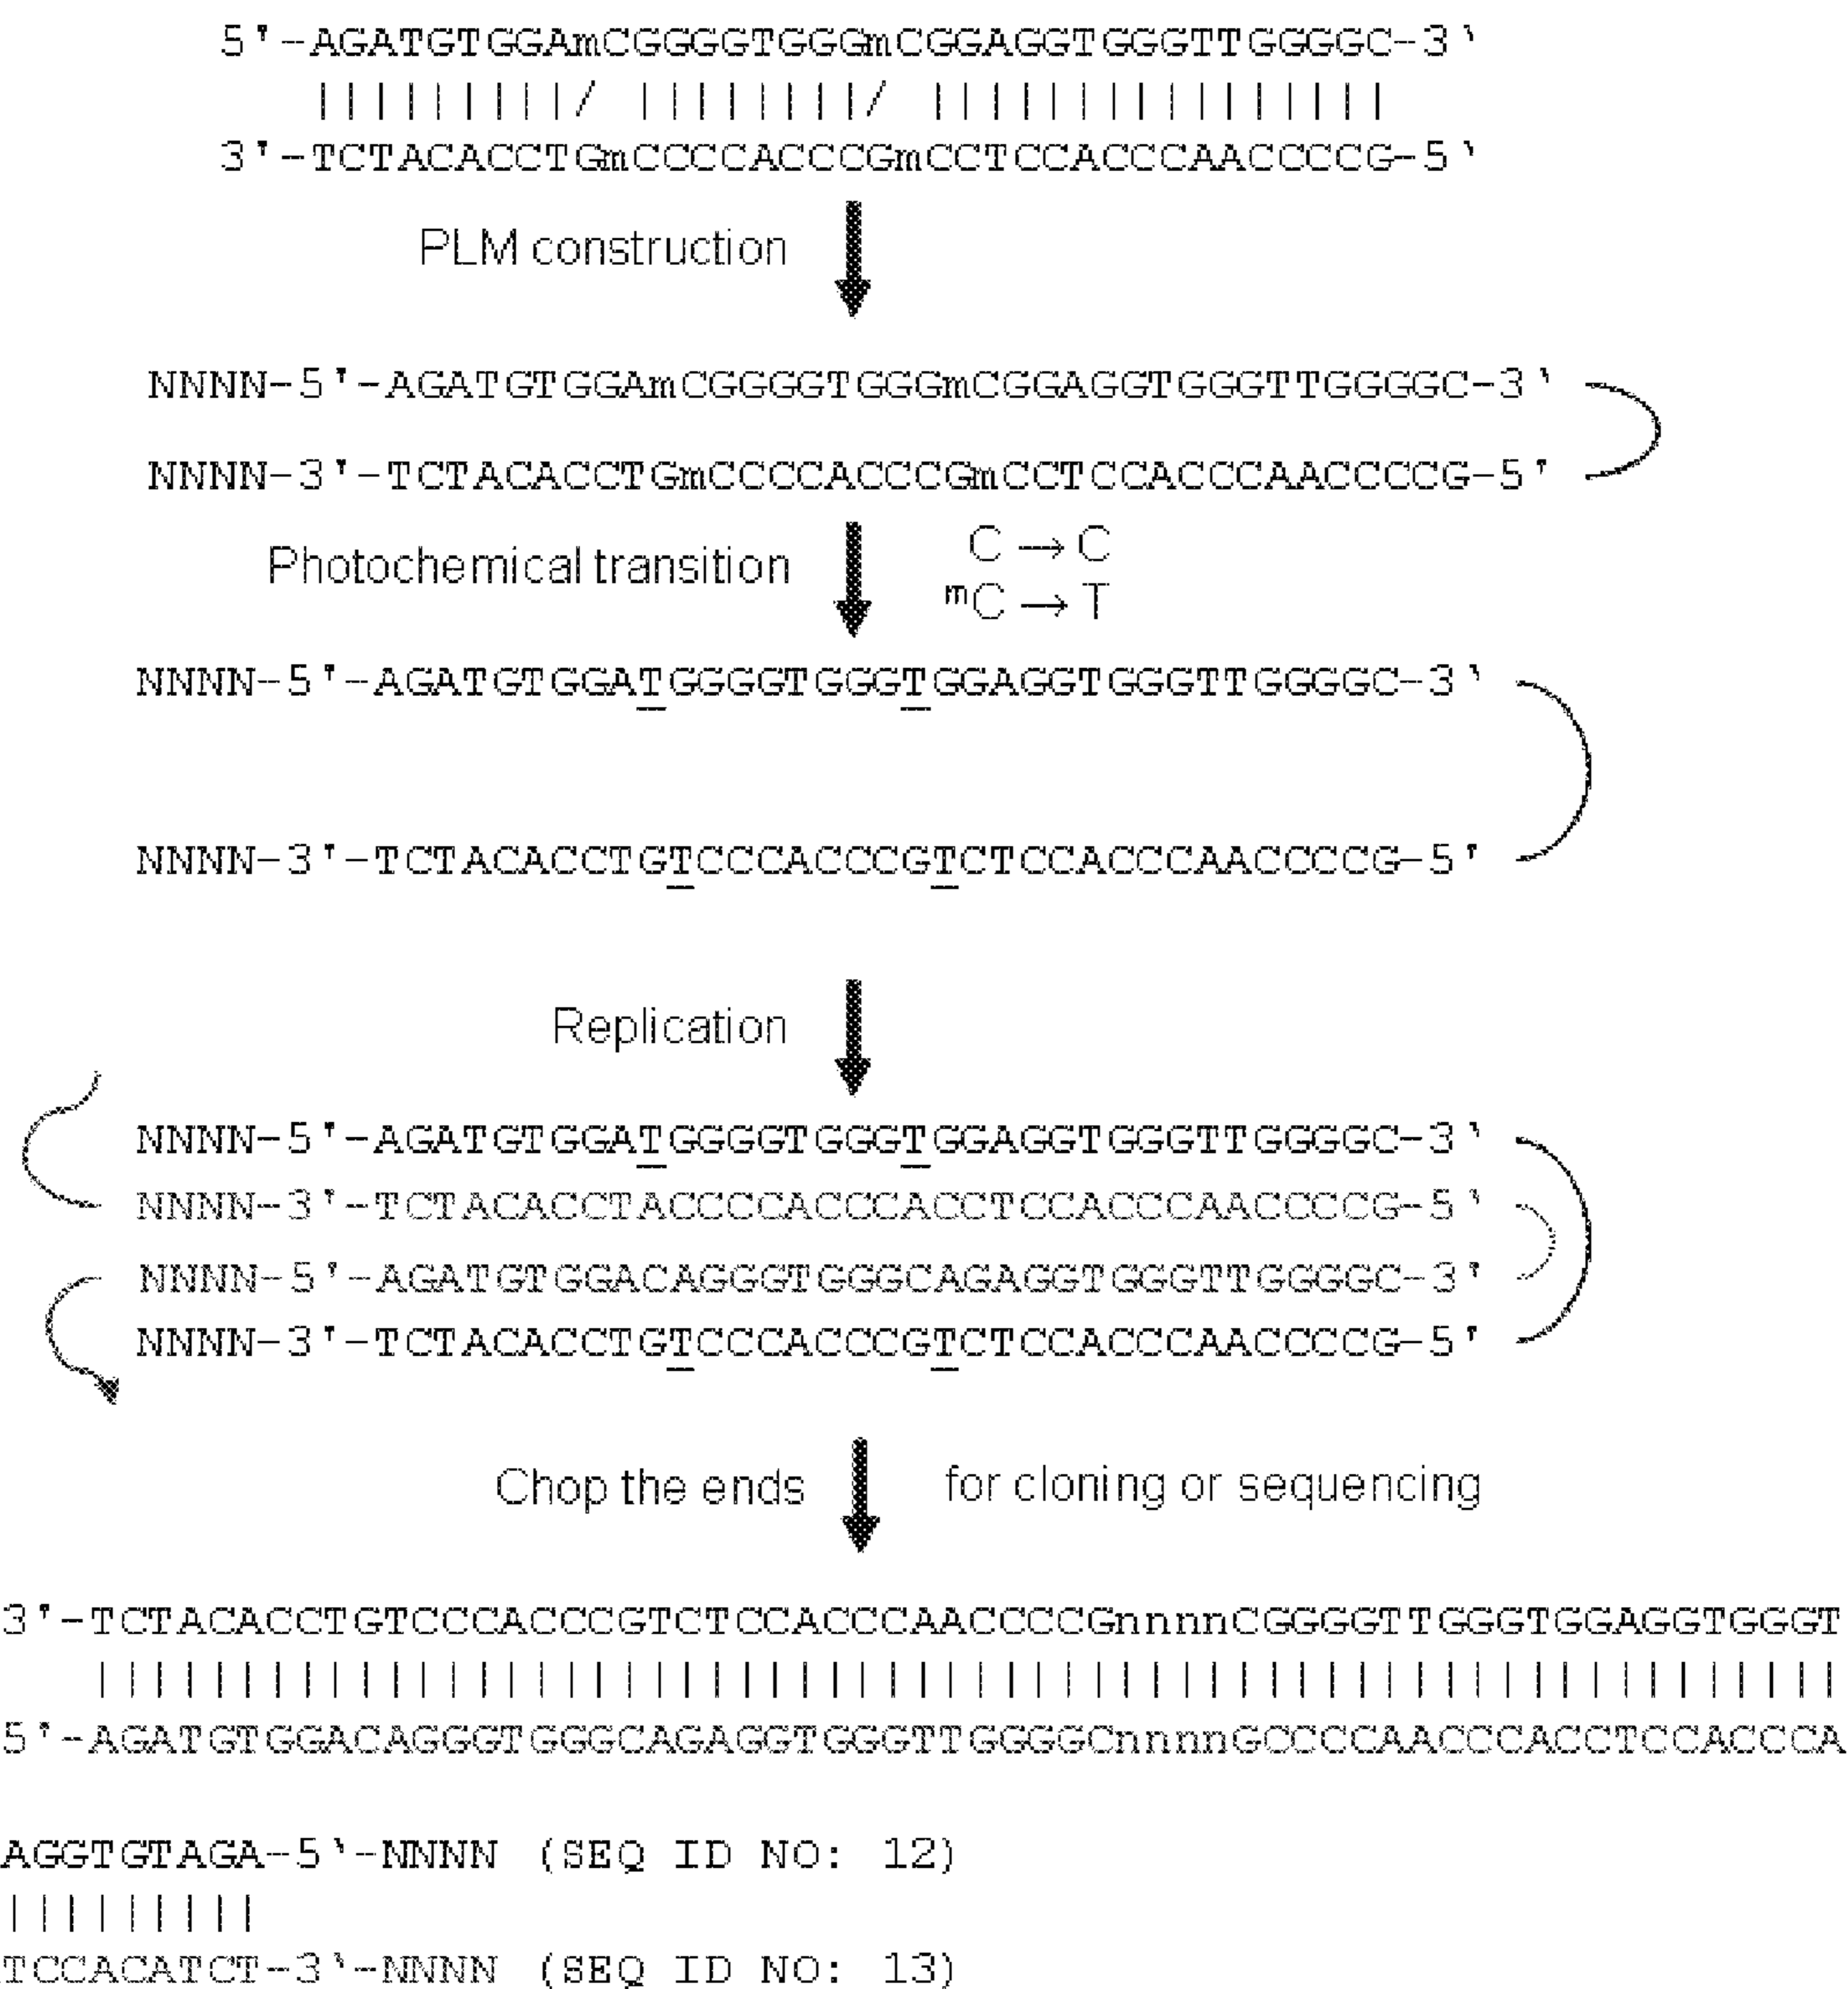 5'-AGATGTGGAmCGGGGTGGGmCGGAGGTGGGTTGGGGC-3'
|||||||||/ ||||||||/ ||||||||||||||||
3'-TCTACACCTGmCCCCACCCGmCCTCCACCCAACCCCG-5'
PLM construction
NNNN-5'-AGATGTGGAmCGGGGTGGGmCGGAGGTGGGTTGGGGC-3'
NNNN-3'-TCTACACCTGmCCCCACCCGmCCTCCACCCAACCCCG-5'
Photochemical transition
C → C
mC → T
NNNN-5'-AGATGTGGATGGGGTGGGTGGAGGTGGGTTGGGGC-3'
NNNN-3'-TCTACACCTGTCCCACCCGTCTCCACCCAACCCCG-5'
Replication
NNNN-5'-AGATGTGGATGGGGTGGGTGGAGGTGGGTTGGGGC-3'
NNNN-3'-TCTACACCTACCCCACCCACCTCCACCCAACCCCG-5'
NNNN-5'-AGATGTGGACAGGGTGGGCAGAGGTGGGTTGGGGC-3'
NNNN-3'-TCTACACCTGTCCCACCCGTCTCCACCCAACCCCG-5'
Chop the ends for cloning or sequencing
3'-TCTACACCTGTCCCACCCGTCTCCACCCAACCCCGnnnnCGGGGTTGGGTGGAGGTGGGT
5'-AGATGTGGACAGGGTGGGCAGAGGTGGGTTGGGGCnnnnGCCCCAACCCACCTCCACCCA
AGGTGTAGA-5'-NNNN (SEQ ID NO: 12)
|||||||||
TCCACATCT-3'-NNNN (SEQ ID NO: 13)